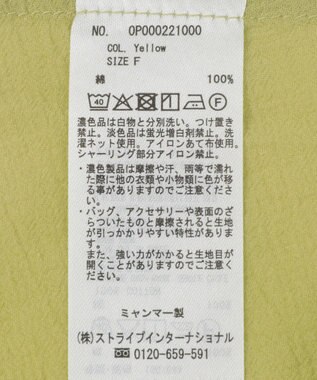 NO. OP000221000
COL. Yellow
SIZE F
綿 100%
40
F
濃色品は白物と分別洗い。つけ置き
禁止。淡色品は蛍光増白剤禁止。洗
濯ネット使用。アイロンあて布使用。
シャーリング部分アイロン禁止。
・濃色製品は摩擦や汗、雨等で濡れ
た際に他の衣類や小物類に色が移
る事がありますのでご注意くださ
い。
・バッグ、アクセサリーや表面のざ
らついたものと摩擦されると生地
が引っかかりやすい特性がありま
す。
また、強い力がかかると生地目が
開くことがありますのでご注意く
ださい。
ミャンマー製
(株)ストライプインターナショナル
0120-659-591